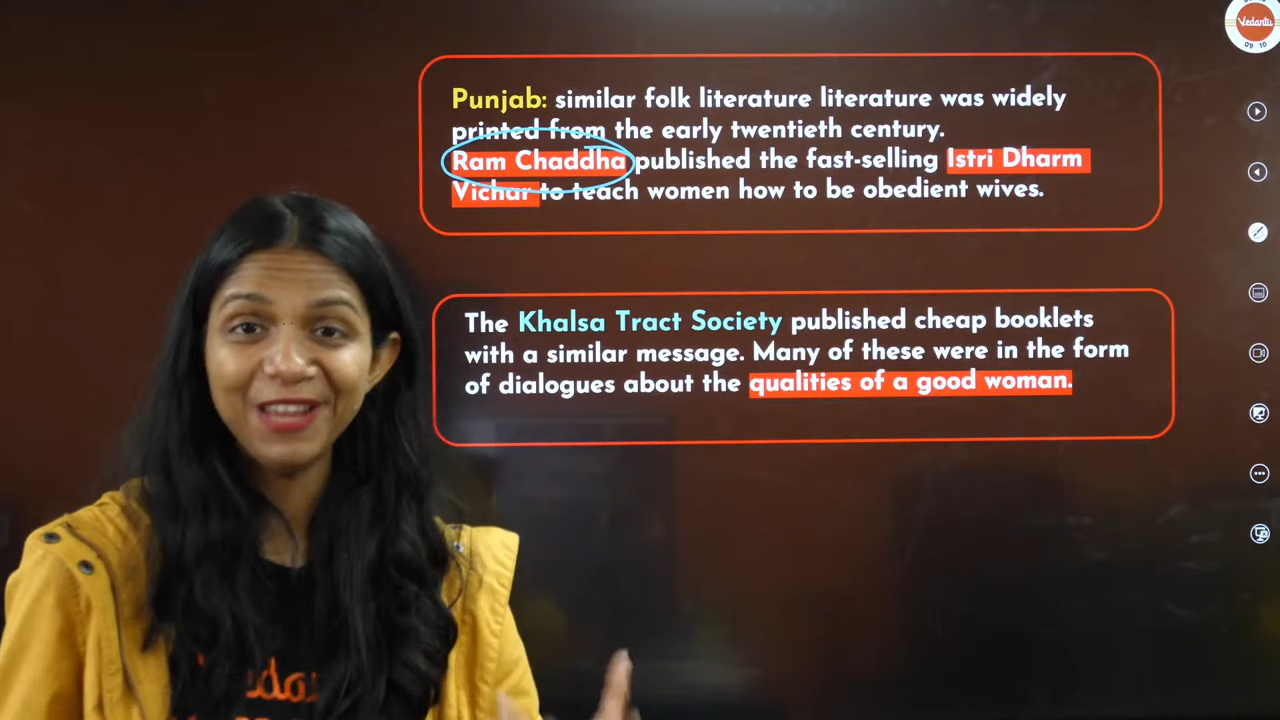 Vedantu
09 10
Punjab: similar folk literature literature was widely
printed from the early twentieth century.
Ram Chaddha published the fast-selling Istri Dharm
Vichar to teach women how to be obedient wives.
The Khalsa Tract Society published cheap booklets
with a similar message. Many of these were in the form
of dialogues about the qualities of a good woman.